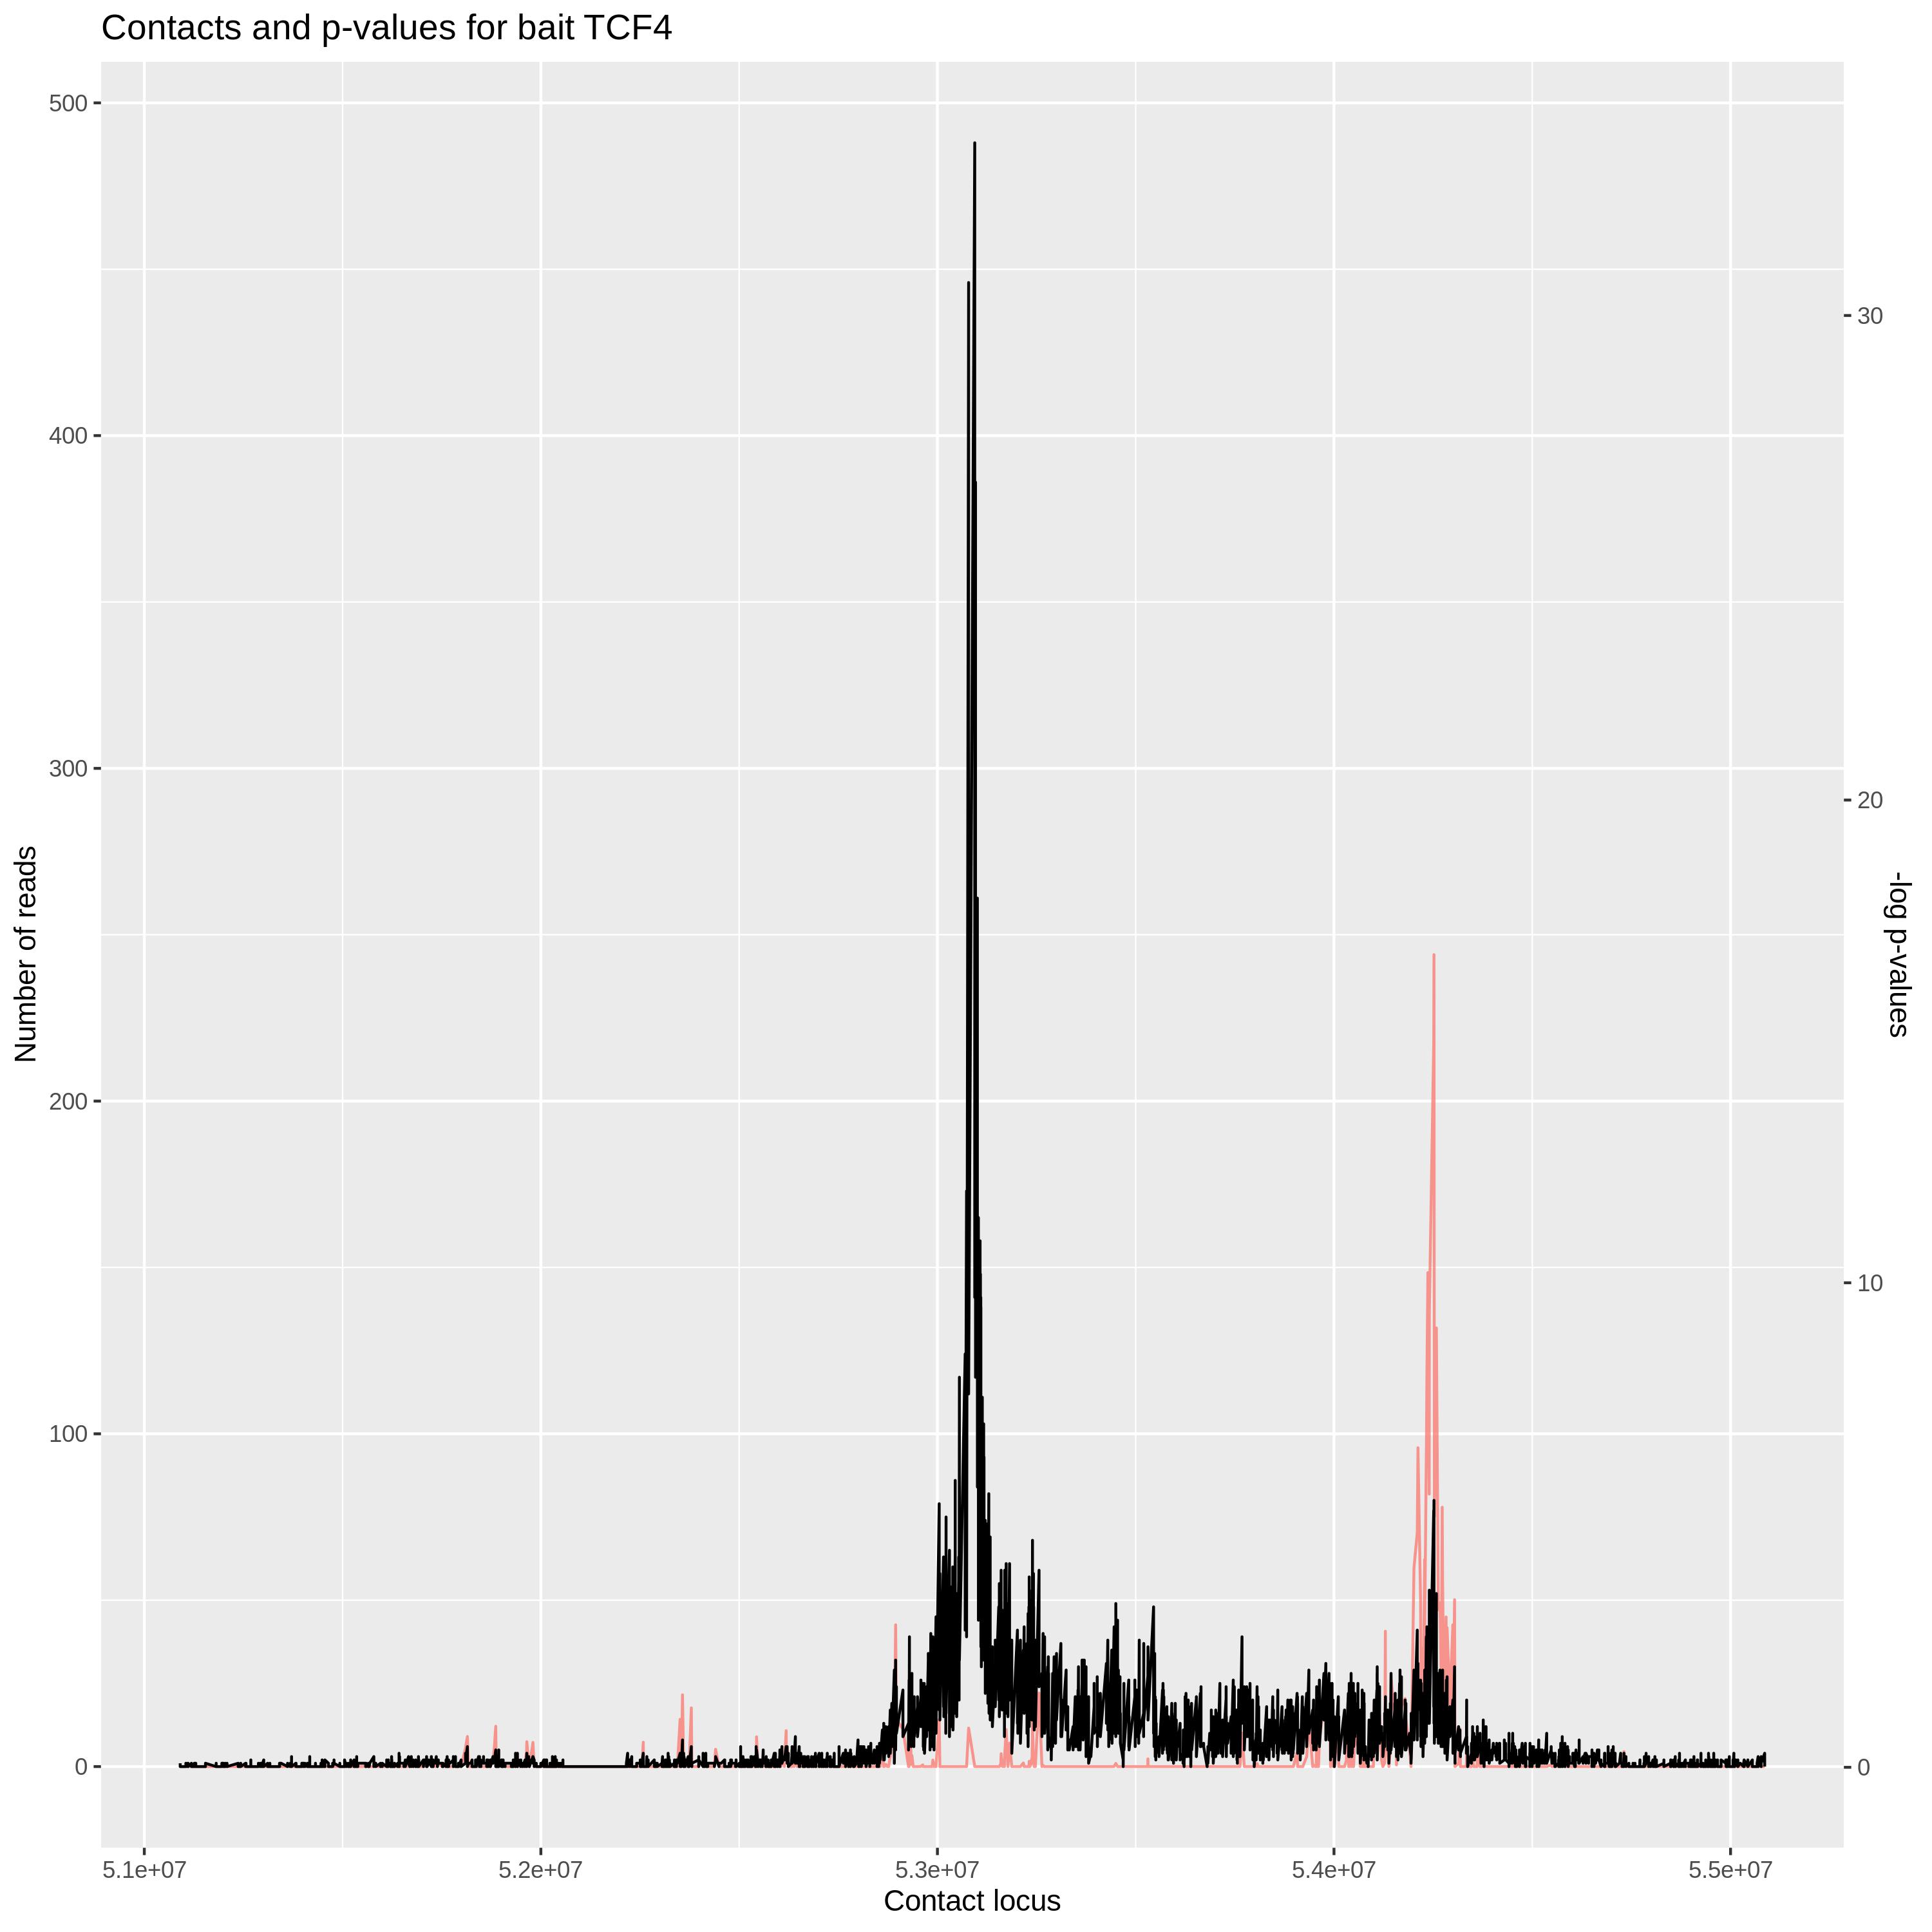 Contacts and p-values for bait TCF4
500
400
300
200
100
0
Number of reads
30
20
10
0
-log p-values
5.1e+07
5.2e+07
5.3e+07
5.4e+07
5.5e+07
Contact locus